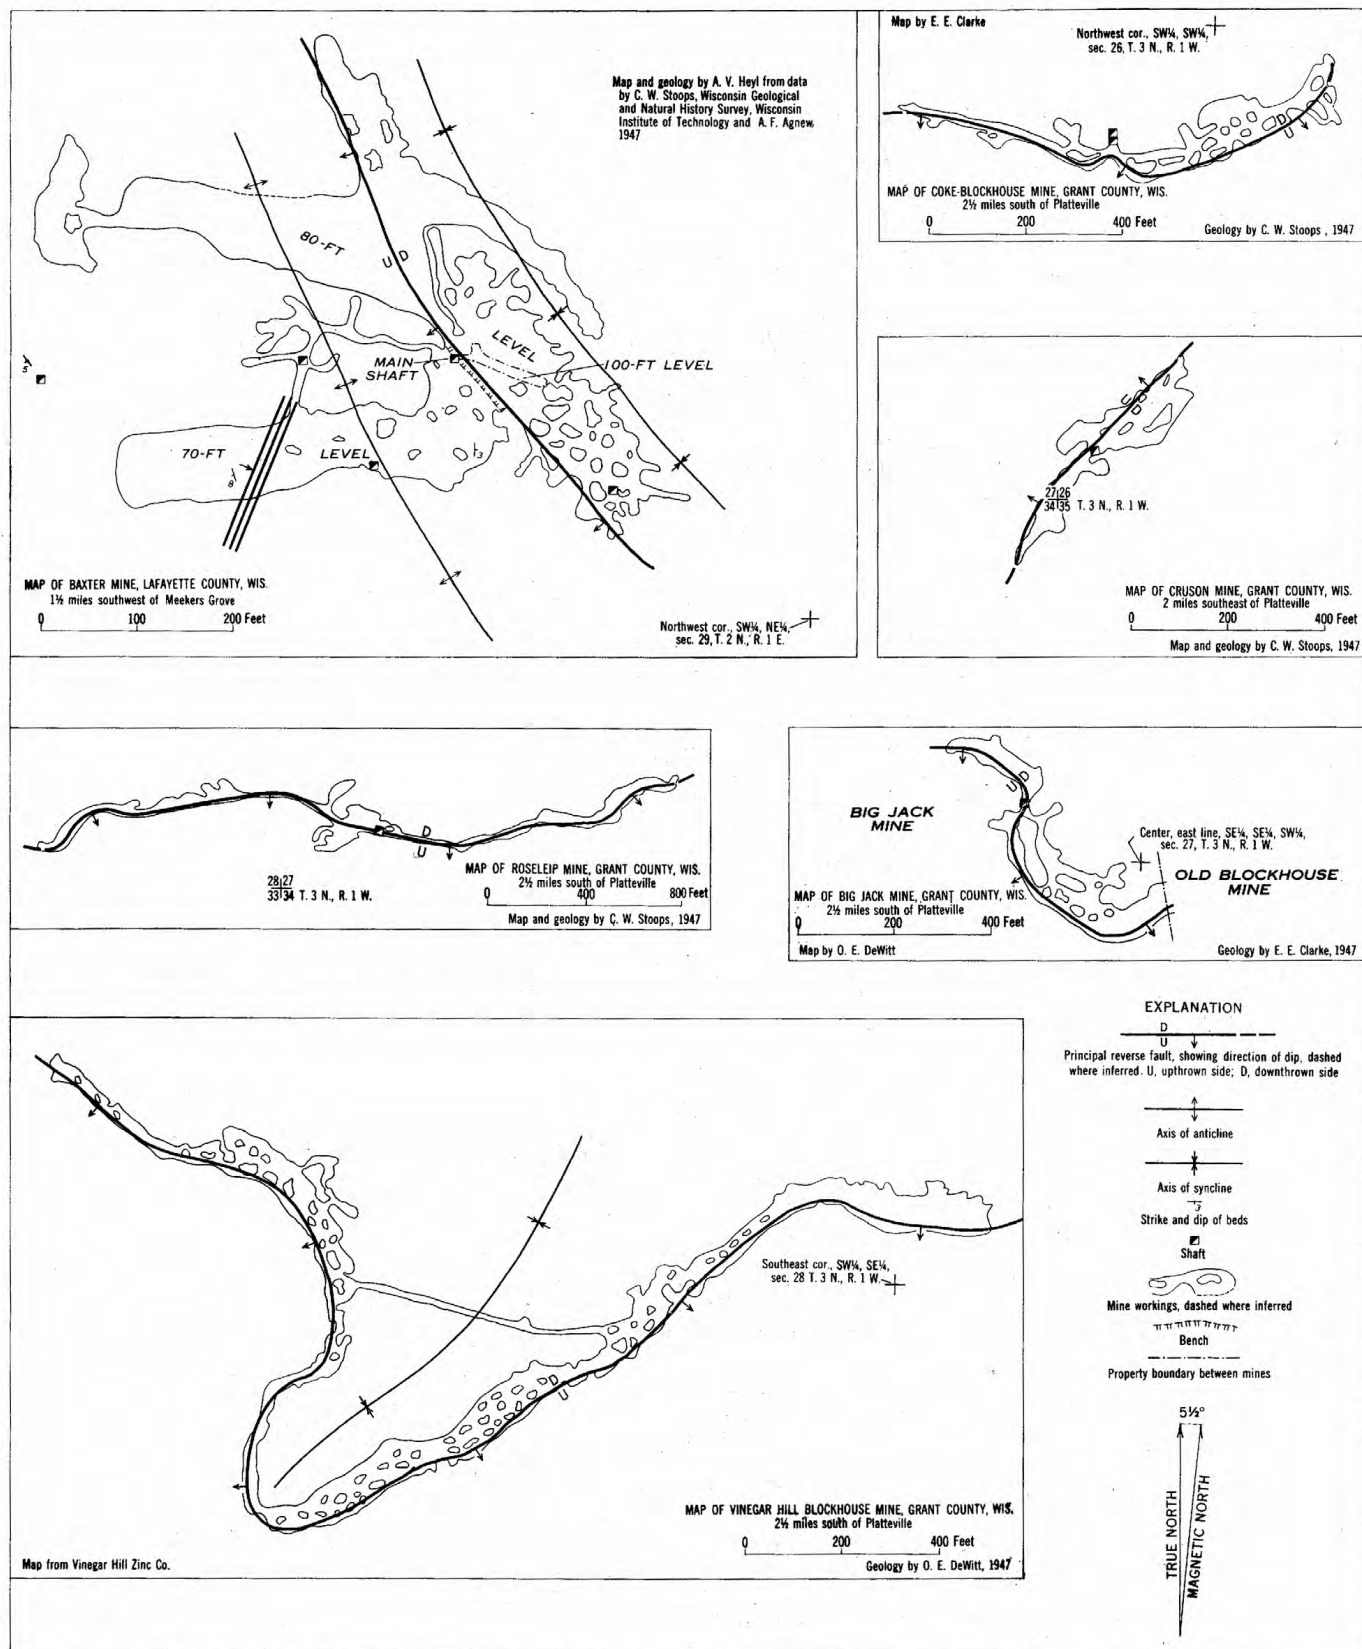 Map and geology by A. V. Heyl from data
by C. W. Stoops, Wisconsin Geological
and Natural History Survey, Wisconsin
Institute of Technology and A. F. Agnew,
1947
80-FT
U D
LEVEL
MAIN
SHAFT
100-FT LEVEL
5
70-FT
LEVEL
3
8
MAP OF BAXTER MINE, LAFAYETTE COUNTY, WIS.
1½ miles southwest of Meekers Grove
0 100 200 Feet
Northwest cor., SW¼, NE¼,
sec. 29, T. 2 N., R. 1 E.
Map by E. E. Clarke
Northwest cor., SW¼, SW¼,
sec. 26, T. 3 N., R. 1 W.
D
U
MAP OF COKE-BLOCKHOUSE MINE, GRANT COUNTY, WIS.
2½ miles south of Platteville
0 200 400 Feet
Geology by C. W. Stoops, 1947
U
D
27 26
34 35 T. 3 N., R. 1 W.
MAP OF CRUSON MINE, GRANT COUNTY, WIS.
2 miles southeast of Platteville
0 200 400 Feet
Map and geology by C. W. Stoops, 1947
D
U
28 27
33 34 T. 3 N., R. 1 W.
MAP OF ROSELEIP MINE, GRANT COUNTY, WIS.
2½ miles south of Platteville
0 400 800 Feet
Map and geology by C. W. Stoops, 1947
U D
BIG JACK
MINE
Center, east line, SE¼, SE¼, SW¼,
sec. 27, T. 3 N., R. 1 W.
OLD BLOCKHOUSE
MINE
MAP OF BIG JACK MINE, GRANT COUNTY, WIS.
2½ miles south of Platteville
0 200 400 Feet
Map by O. E. DeWitt
Geology by E. E. Clarke, 1947
Southeast cor., SW¼, SE¼,
sec. 28 T. 3 N., R. 1 W.
D
U
MAP OF VINEGAR HILL BLOCKHOUSE MINE, GRANT COUNTY, WIS.
2½ miles south of Platteville
0 200 400 Feet
Map from Vinegar Hill Zinc Co.
Geology by O. E. DeWitt, 1947
EXPLANATION
D
U
Principal reverse fault, showing direction of dip, dashed
where inferred. U, upthrown side; D, downthrown side
Axis of anticline
Axis of syncline
3
Strike and dip of beds
Shaft
Mine workings, dashed where inferred
Bench
Property boundary between mines
5½°
TRUE NORTH
MAGNETIC NORTH